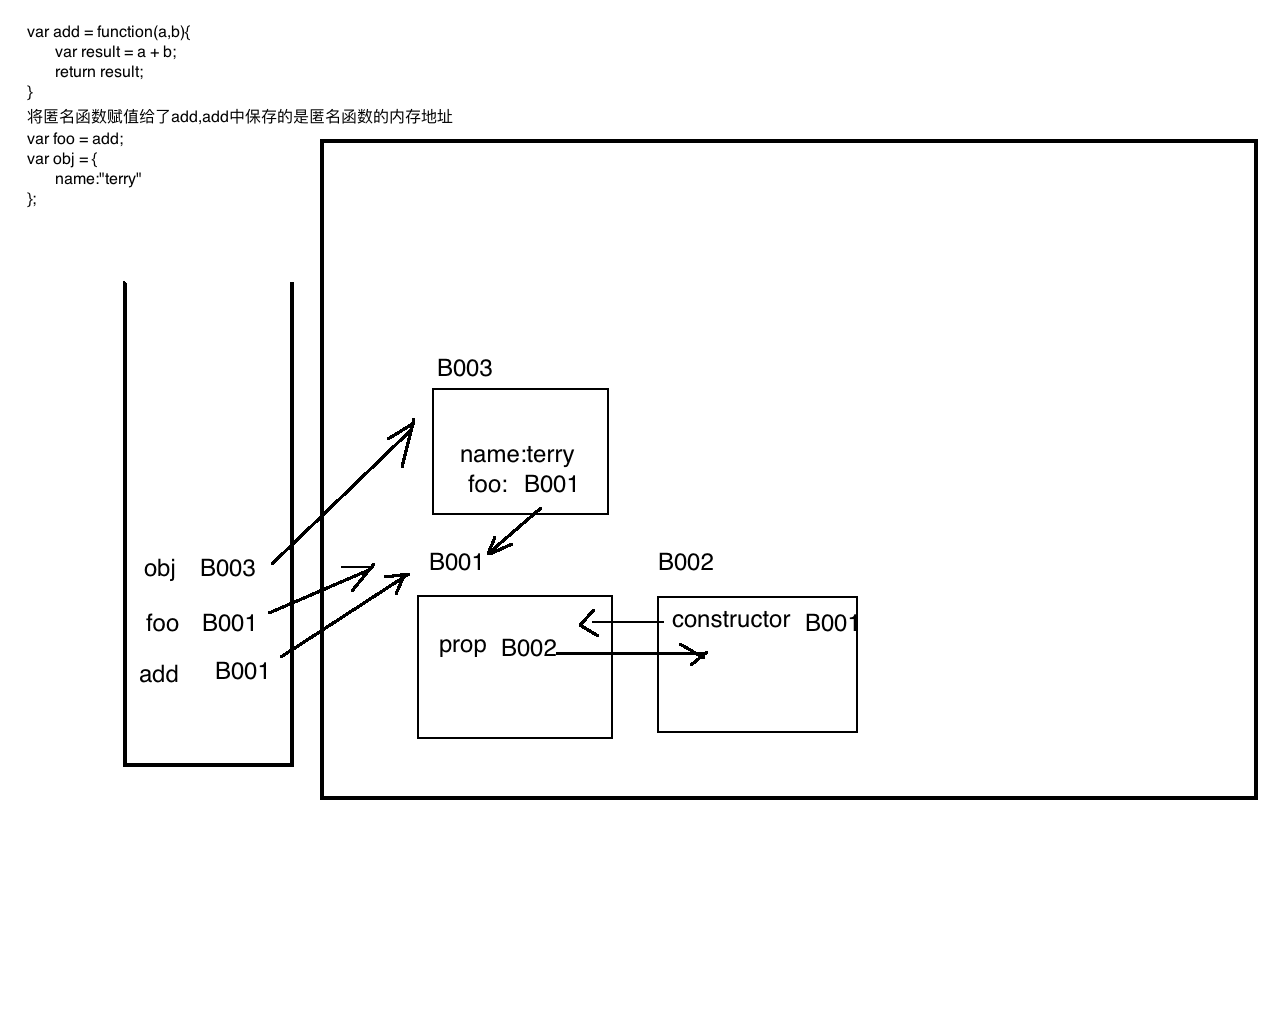 var add = function(a,b){
var result = a + b;
return result;
}
将匿名函数赋值给了add,add中保存的是匿名函数的内存地址
var foo = add;
var obj = {
name:"terry"
};
B003
name:terry
foo: B001
obj B003
foo B001
add B001
B001
prop B002
B002
constructor B001